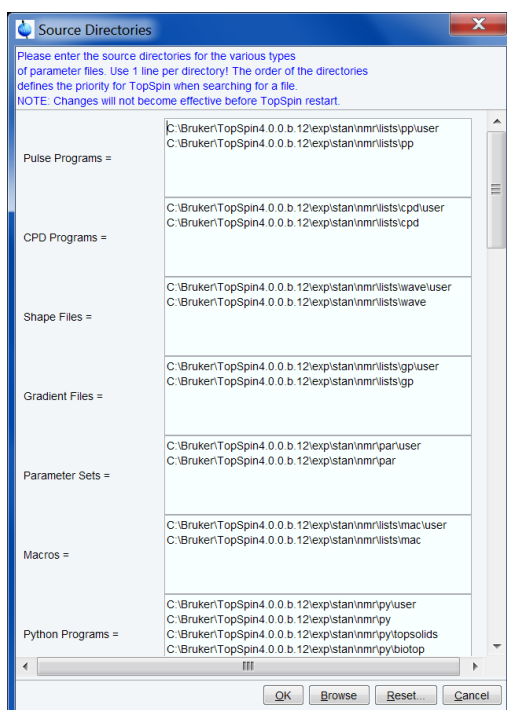 Source Directories
X
Please enter the source directories for the various types
of parameter files. Use 1 line per directory! The order of the directories
defines the priority for TopSpin when searching for a file.
NOTE: Changes will not become effective before TopSpin restart.
Pulse Programs =
C:\Bruker\TopSpin4.0.0.b.12\exp\stan\nmr\lists\pp\user
C:\Bruker\TopSpin4.0.0.b.12\exp\stan\nmr\lists\pp
CPD Programs =
C:\Bruker\TopSpin4.0.0.b.12\exp\stan\nmr\lists\cpd\user
C:\Bruker\TopSpin4.0.0.b.12\exp\stan\nmr\lists\cpd
Shape Files =
C:\Bruker\TopSpin4.0.0.b.12\exp\stan\nmr\lists\wave\user
C:\Bruker\TopSpin4.0.0.b.12\exp\stan\nmr\lists\wave
Gradient Files =
C:\Bruker\TopSpin4.0.0.b.12\exp\stan\nmr\lists\gp\user
C:\Bruker\TopSpin4.0.0.b.12\exp\stan\nmr\lists\gp
Parameter Sets =
C:\Bruker\TopSpin4.0.0.b.12\exp\stan\nmr\par\user
C:\Bruker\TopSpin4.0.0.b.12\exp\stan\nmr\par
Macros =
C:\Bruker\TopSpin4.0.0.b.12\exp\stan\nmr\lists\mac\user
C:\Bruker\TopSpin4.0.0.b.12\exp\stan\nmr\lists\mac
Python Programs =
C:\Bruker\TopSpin4.0.0.b.12\exp\stan\nmr\py\user
C:\Bruker\TopSpin4.0.0.b.12\exp\stan\nmr\py
C:\Bruker\TopSpin4.0.0.b.12\exp\stan\nmr\py\topsolids
C:\Bruker\TopSpin4.0.0.b.12\exp\stan\nmr\py\biotop
OK Browse Reset... Cancel